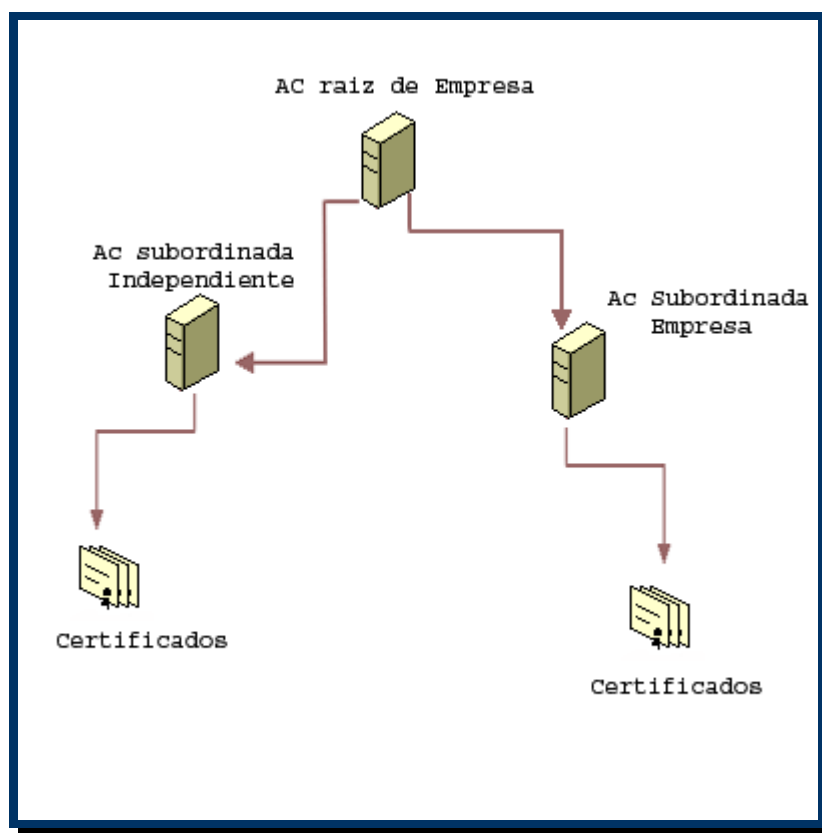 AC raiz de Empresa
Ac subordinada
Independiente
Ac Subordinada
Empresa
Certificados
Certificados